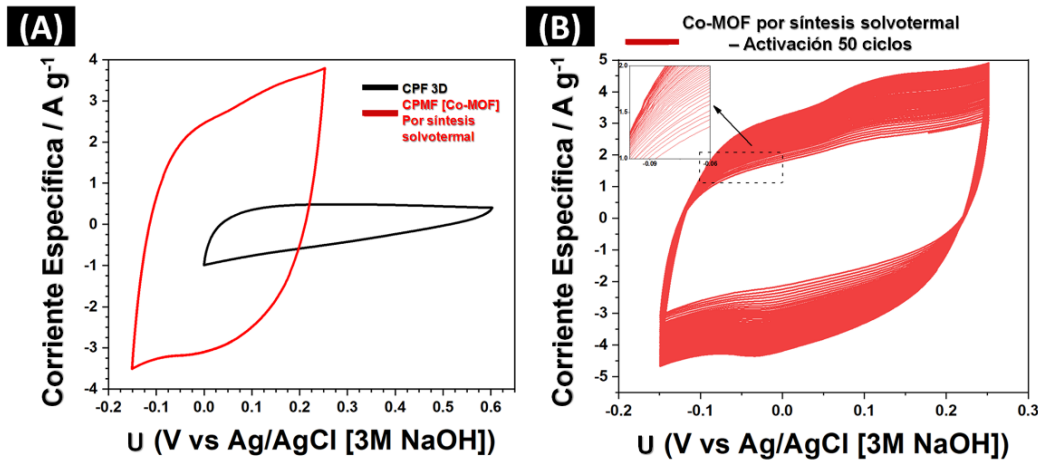 (A)
Corriente Específica / A g-1
4
3
2
1
0
-1
-2
-3
-4
CPF 3D
CPMF [Co-MOF]
Por síntesis
solvotermal
-0.1 0.0 0.1 0.2 0.3 0.4 0.5 0.6
U (V vs Ag/AgCl [3M NaOH])
(B)
Co-MOF por síntesis solvotermal
– Activación 50 ciclos
Corriente Específica / A g-1
5
4
3
2
1
0
-1
-2
-3
-4
-5
2.0
1.5
1.0
-0.09 -0.08
-0.2 -0.1 0.0 0.1 0.2 0.3
U (V vs Ag/AgCl [3M NaOH])